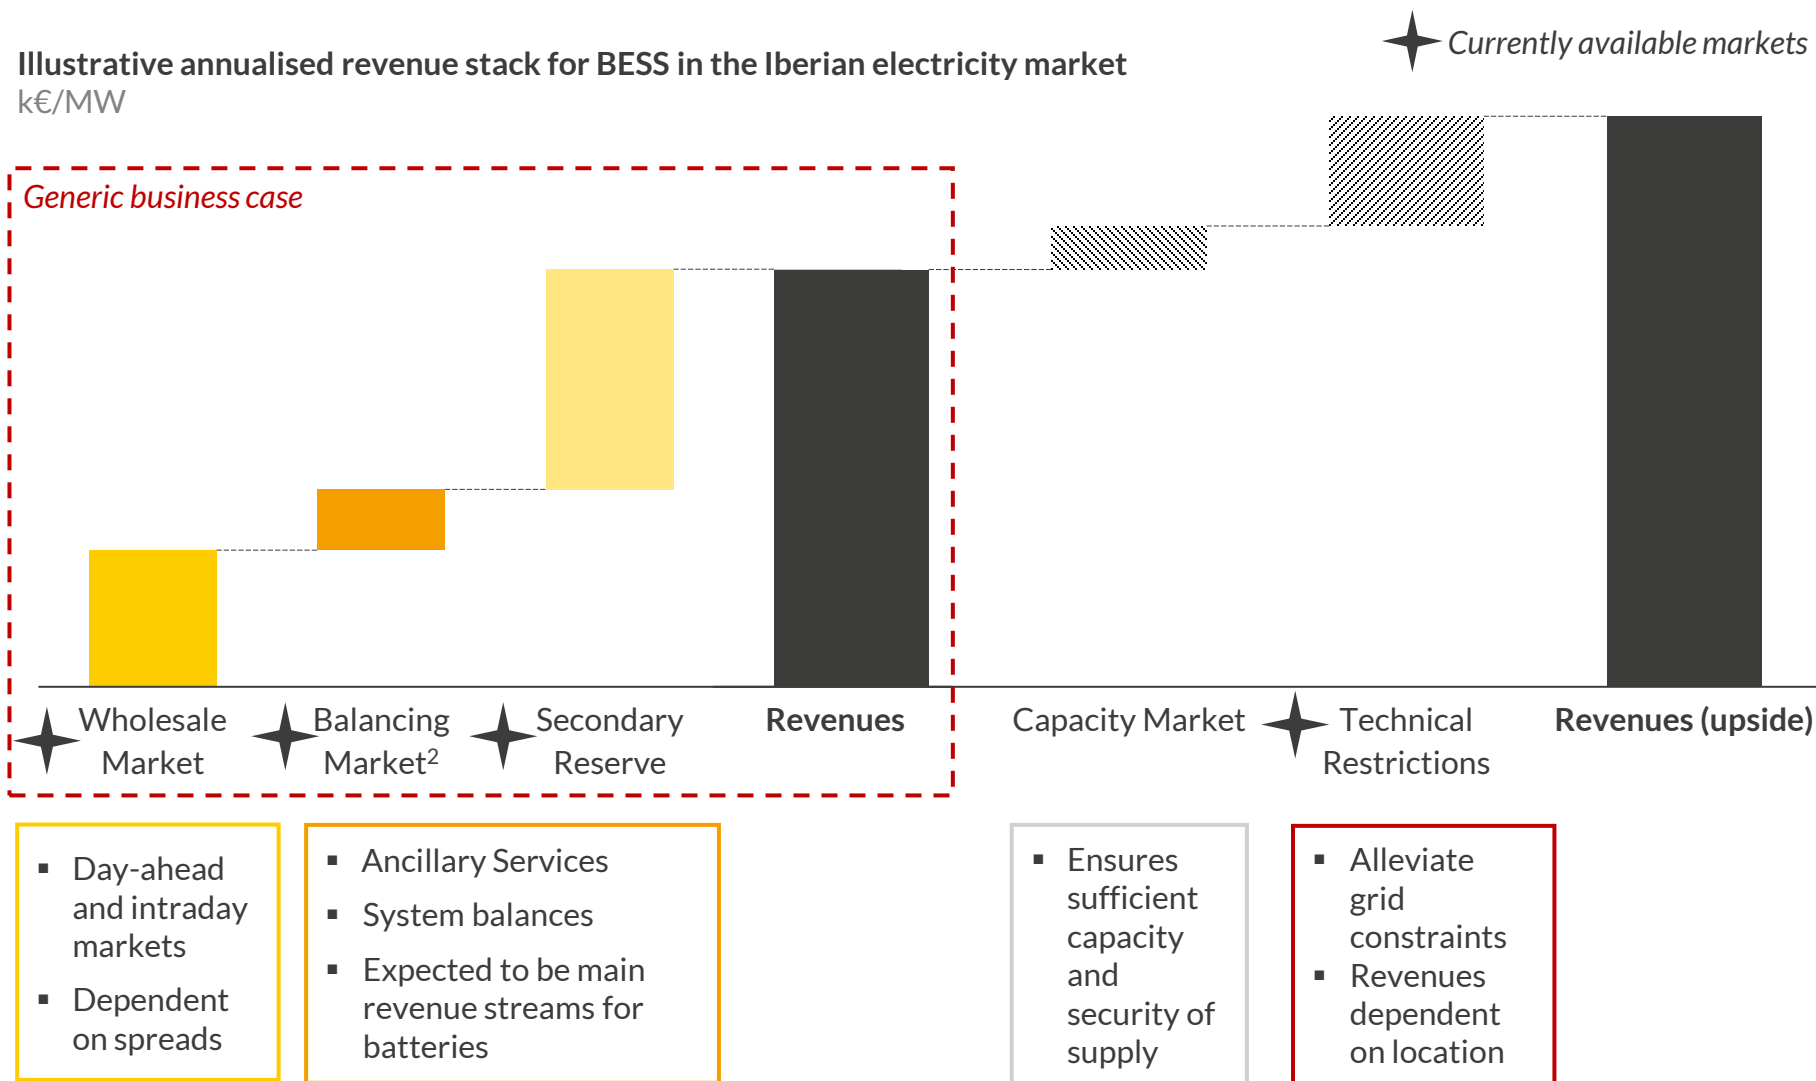 Currently available markets
Illustrative annualised revenue stack for BESS in the Iberian electricity market
k€/MW
Generic business case
Wholesale
Market
Balancing
Market²
Secondary
Reserve
Revenues
Capacity Market
Technical
Restrictions
Revenues (upside)
▪ Day-ahead
and intraday
markets
▪ Dependent
on spreads
▪ Ancillary Services
▪ System balances
▪ Expected to be main
revenue streams for
batteries
▪ Ensures
sufficient
capacity
and
security of
supply
▪ Alleviate
grid
constraints
▪ Revenues
dependent
on location